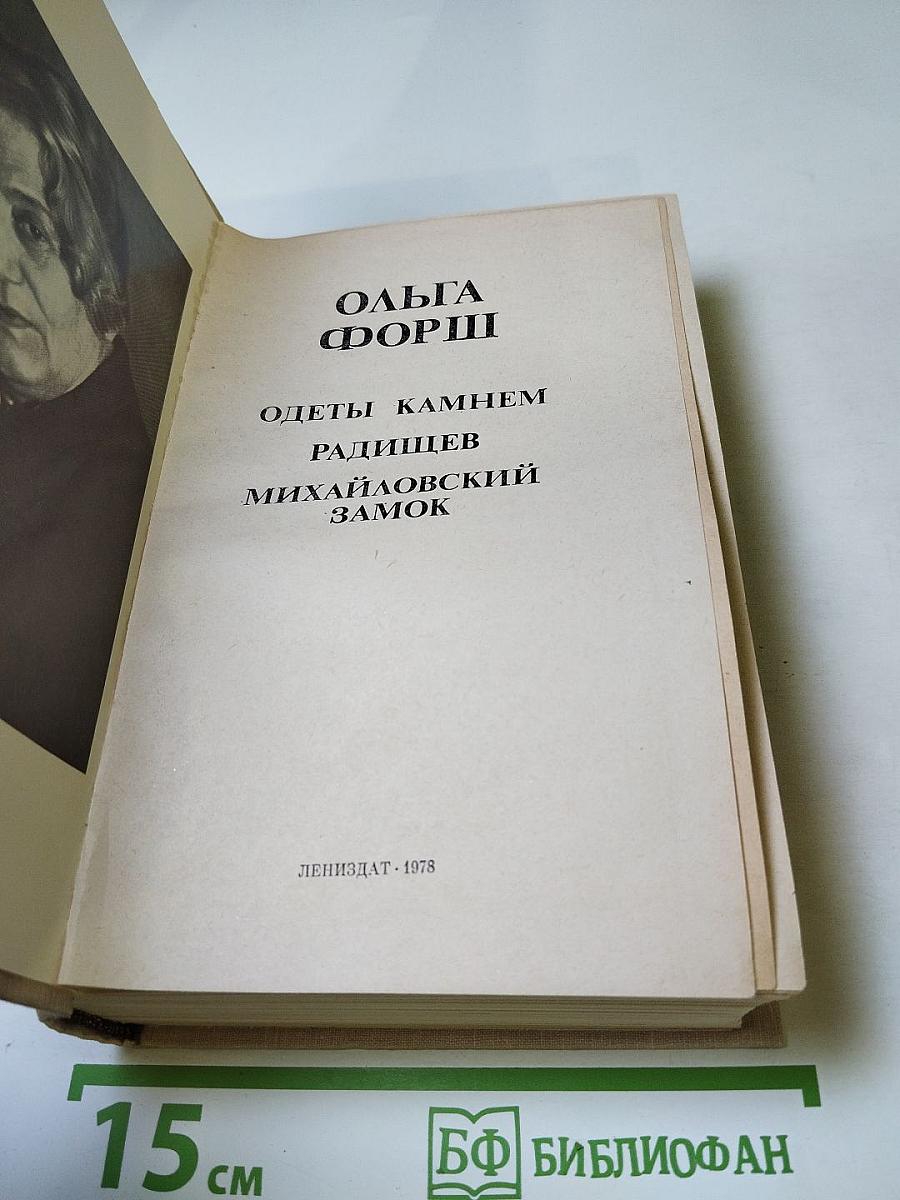 ОЛЬГА
ФОРШ
ОДЕТЫ КАМНЕМ
РАДИЩЕВ
МИХАЙЛОВСКИЙ
ЗАМОК
ЛЕНИЗДАТ · 1978
15 см
БФ БИБЛИОФАН